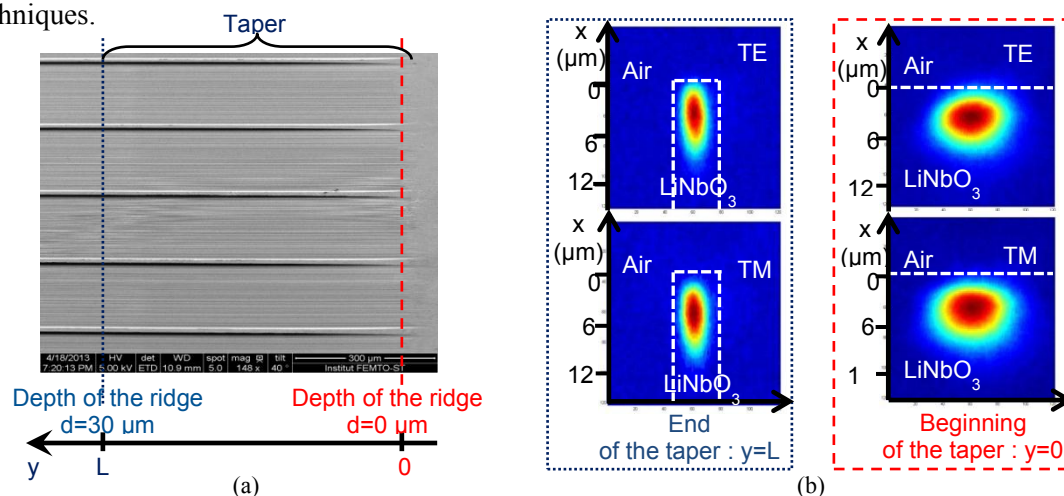 chniques.
Taper
4/18/2013 HV det WD spot mag tilt 300 µm
7:20:13 PM 5.00 kV ETD 10.9 mm 5.0 148 x 40 ° Institut FEMTO-ST
Depth of the ridge
d=30 µm
Depth of the ridge
d=0 µm
y L 0
(a)
x
(µm)
Air TE
0
6
12
LiNbO3
x
(µm)
Air TM
0
6
12
LiNbO3
End
of the taper : y=L
x
(µm)
Air TE
0
6
12
LiNbO3
x
(µm)
Air TM
0
6
1
LiNbO3
Beginning
of the taper : y=0
(b)